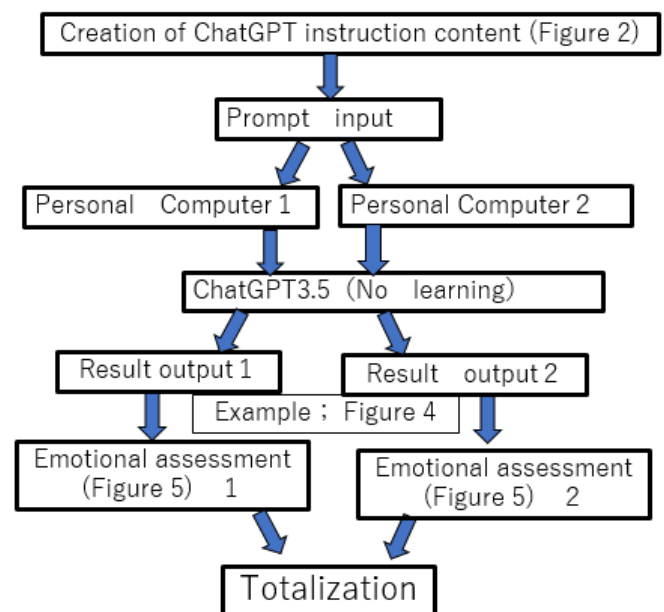 Creation of ChatGPT instruction content (Figure 2)
Prompt input
Personal Computer 1
Personal Computer 2
ChatGPT3.5 (No learning)
Result output 1
Result output 2
Example ; Figure 4
Emotional assessment
(Figure 5) 1
Emotional assessment
(Figure 5) 2
Totalization